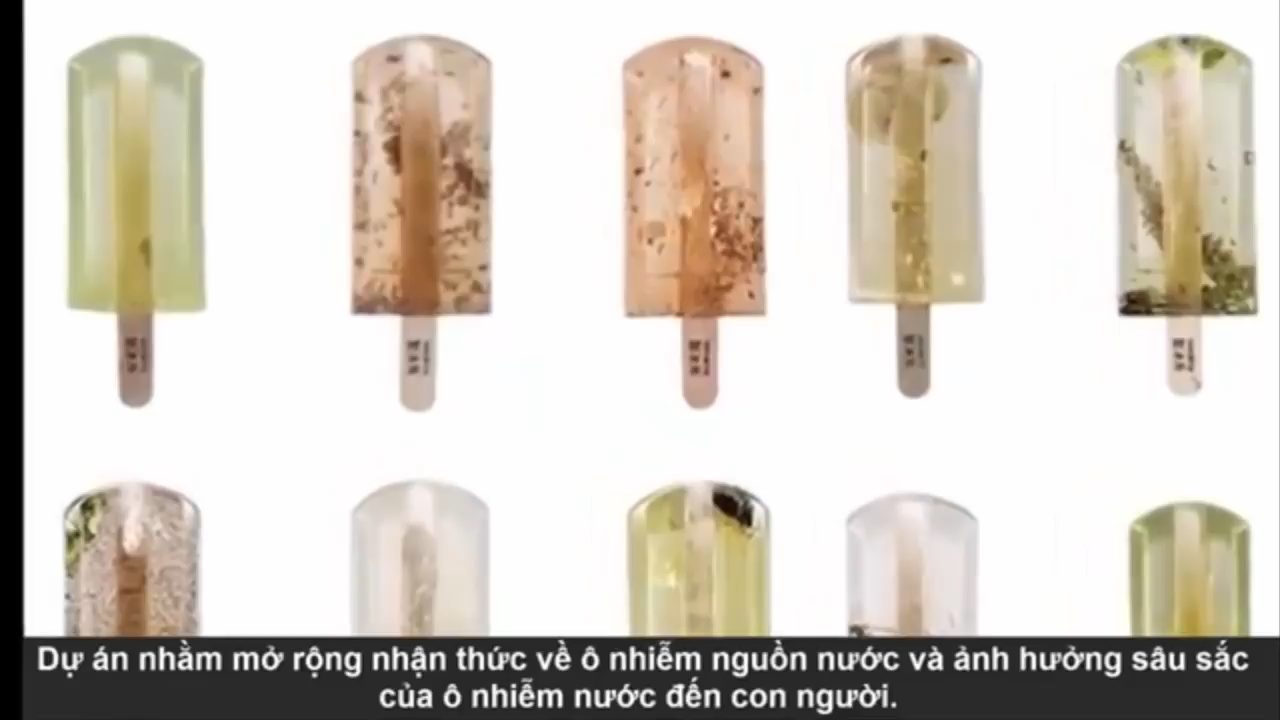 Dự án nhằm mở rộng nhận thức về ô nhiễm nguồn nước và ảnh hưởng sâu sắc
của ô nhiễm nước đến con người.